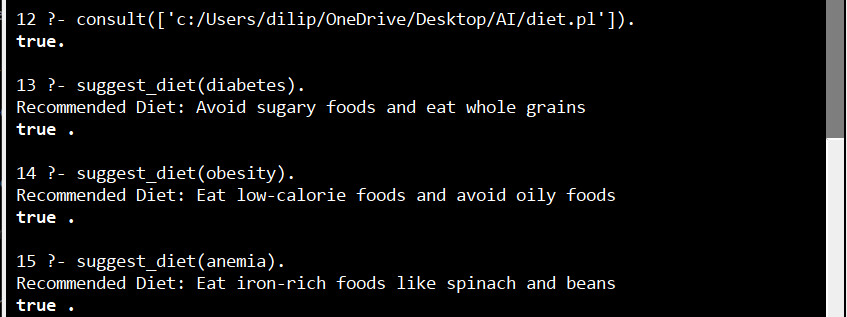 12 ?- consult(['c:/Users/dilip/OneDrive/Desktop/AI/diet.pl']).
true.
13 ?- suggest_diet(diabetes).
Recommended Diet: Avoid sugary foods and eat whole grains
true .
14 ?- suggest_diet(obesity).
Recommended Diet: Eat low-calorie foods and avoid oily foods
true .
15 ?- suggest_diet(anemia).
Recommended Diet: Eat iron-rich foods like spinach and beans
true .